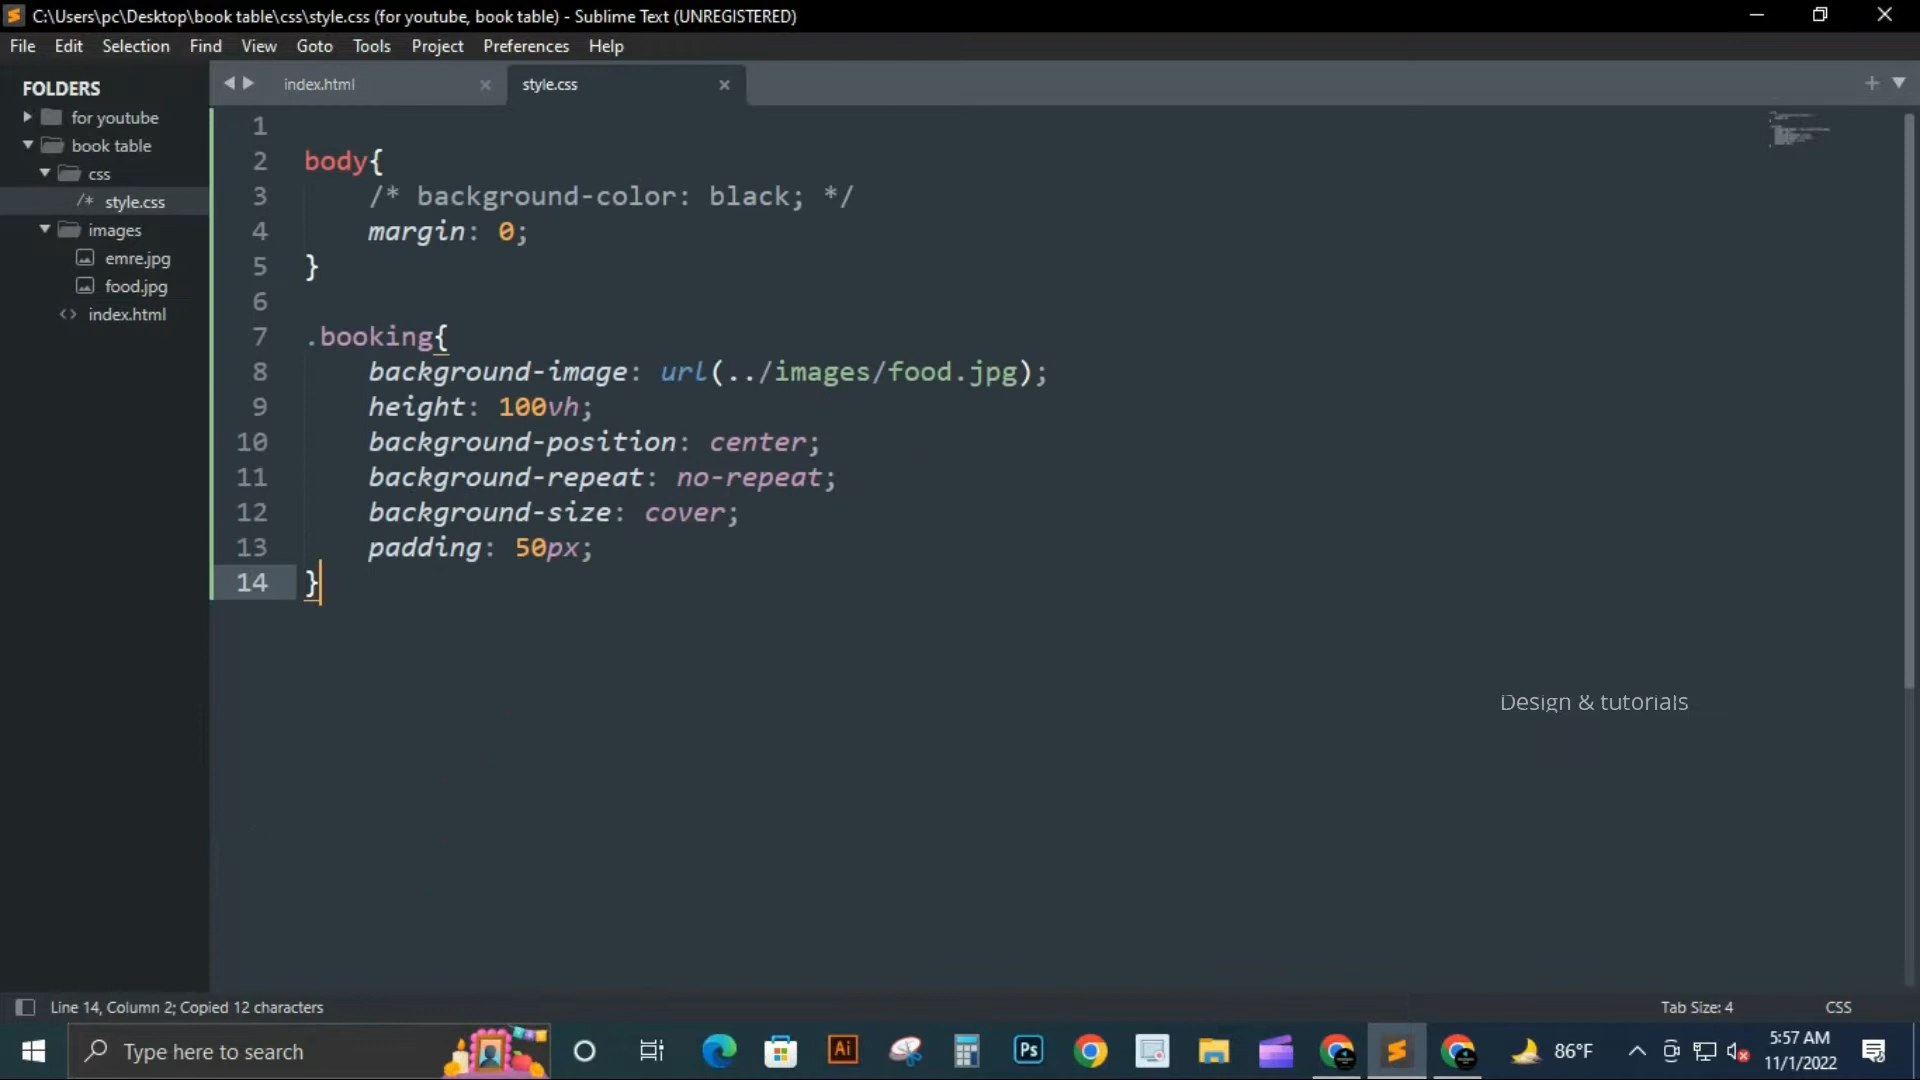 C:\Users\pc\Desktop\book table\css\style.css (for youtube, book table) - Sublime Text (UNREGISTERED)
File Edit Selection Find View Goto Tools Project Preferences Help
FOLDERS
for youtube
book table
css
/* style.css
images
emre.jpg
food.jpg
<> index.html
index.html
style.css
1
2 body{
3 /* background-color: black; */
4 margin: 0;
5 }
6
7 .booking{
8 background-image: url(../images/food.jpg);
9 height: 100vh;
10 background-position: center;
11 background-repeat: no-repeat;
12 background-size: cover;
13 padding: 50px;
14 }
Design & tutorials
Line 14, Column 2; Copied 12 characters
Tab Size: 4
CSS
Type here to search
Ai
Ps
86°F
5:57 AM
11/1/2022